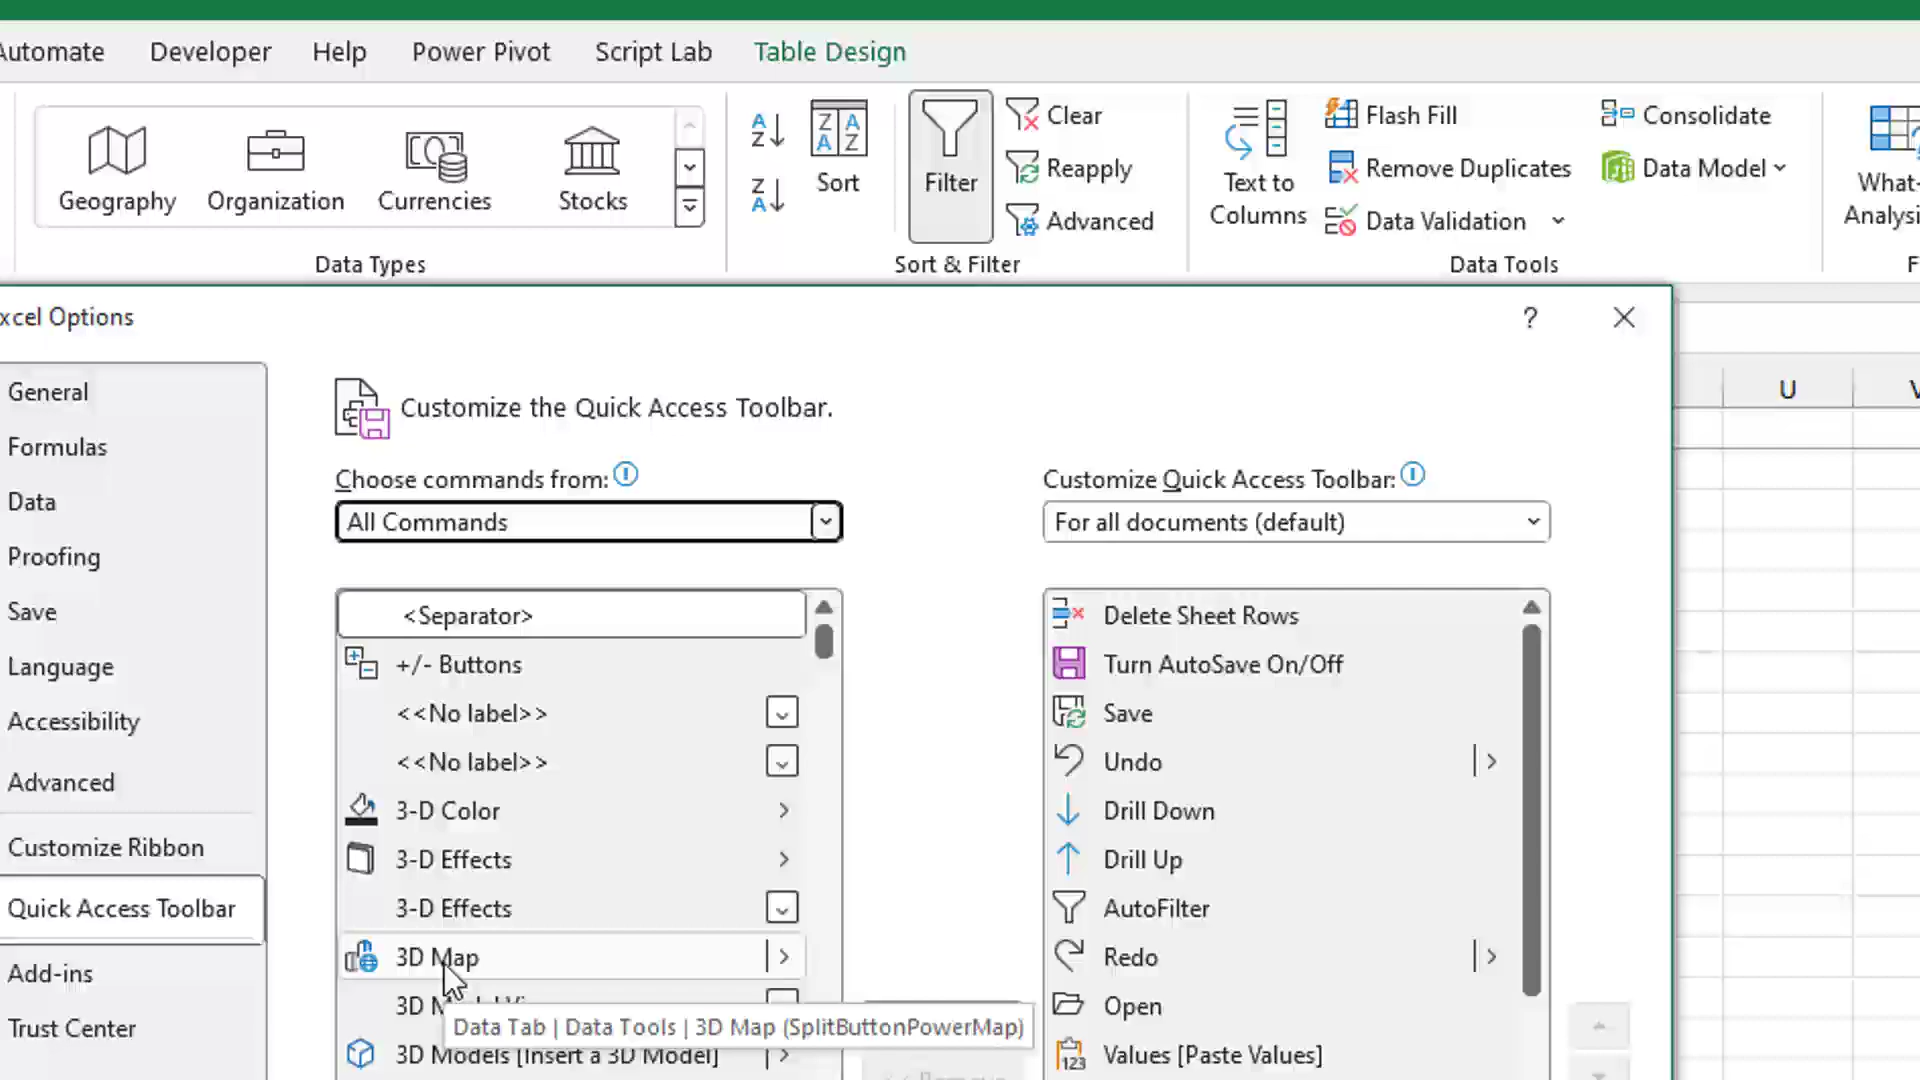 Automate Developer Help Power Pivot Script Lab Table Design
Geography Organization Currencies Stocks
Data Types
Sort
Filter
Clear
Reapply
Advanced
Sort & Filter
Text to
Columns
Flash Fill
Remove Duplicates
Data Validation
Consolidate
Data Model
Data Tools
What-
Analysi
F
xcel Options
?
U
V
General
Formulas
Data
Proofing
Save
Language
Accessibility
Advanced
Customize Ribbon
Quick Access Toolbar
Add-ins
Trust Center
Customize the Quick Access Toolbar.
Choose commands from:
All Commands
<Separator>
+/- Buttons
<<No label>>
<<No label>>
3-D Color
3-D Effects
3-D Effects
3D Map
Data Tab | Data Tools | 3D Map (SplitButtonPowerMap)
3D Models [Insert a 3D Model]
Customize Quick Access Toolbar:
For all documents (default)
Delete Sheet Rows
Turn AutoSave On/Off
Save
Undo
Drill Down
Drill Up
AutoFilter
Redo
Open
Values [Paste Values]